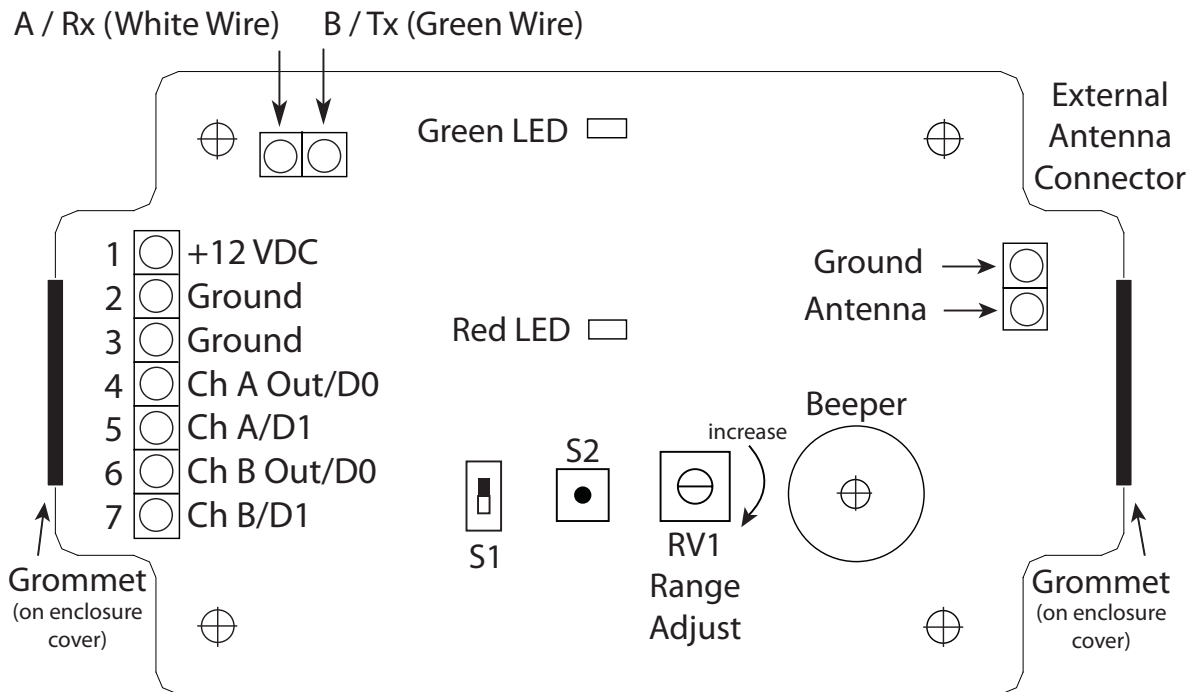 A / Rx (White Wire)
B / Tx (Green Wire)
Green LED
External
Antenna
Connector
1 +12 VDC
2 Ground
3 Ground
4 Ch A Out/D0
5 Ch A/D1
6 Ch B Out/D0
7 Ch B/D1
Ground
Antenna
Red LED
Beeper
increase
S2
S1
RV1
Range
Adjust
Grommet
(on enclosure
cover)
Grommet
(on enclosure
cover)